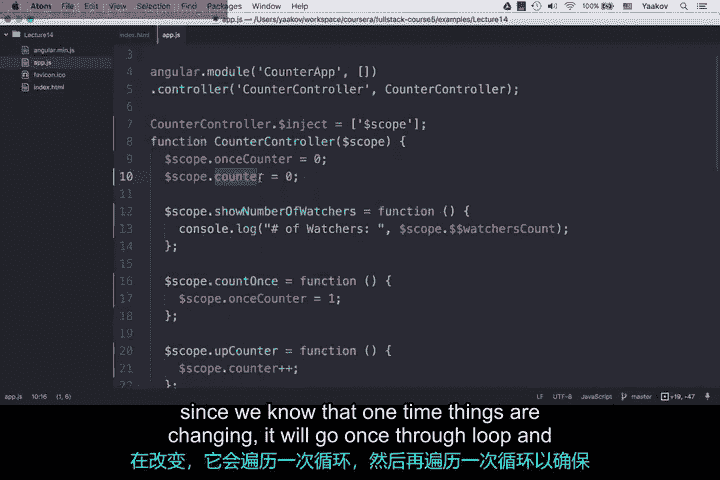 Atom File Edit View Selection Find Packages Window Help 100% Yaakov
app.js — /Users/yaakov/workspace/coursera/fullstack-course5/examples/Lecture14
Lecture14
angular.min.js
app.js
favicon.ico
index.html
index.html app.js
3
4 angular.module('CounterApp', [])
5 .controller('CounterController', CounterController);
6
7 CounterController.$inject = ['$scope'];
8 function CounterController($scope) {
9 $scope.onceCounter = 0;
10 $scope.counter = 0;
11
12 $scope.showNumberOfWatchers = function () {
13 console.log("# of Watchers: ", $scope.$$watchersCount);
14 };
15
16 $scope.countOnce = function () {
17 $scope.onceCounter = 1;
18 };
19
20 $scope.upCounter = function () {
21 $scope.counter++;
22 };
app.js 10:16 (1, 6) LF UTF-8 JavaScript master +19, -47
since we know that one time things are
changing, it will go once through loop and
在改变，它会遍历一次循环，然后再遍历一次循环以确保